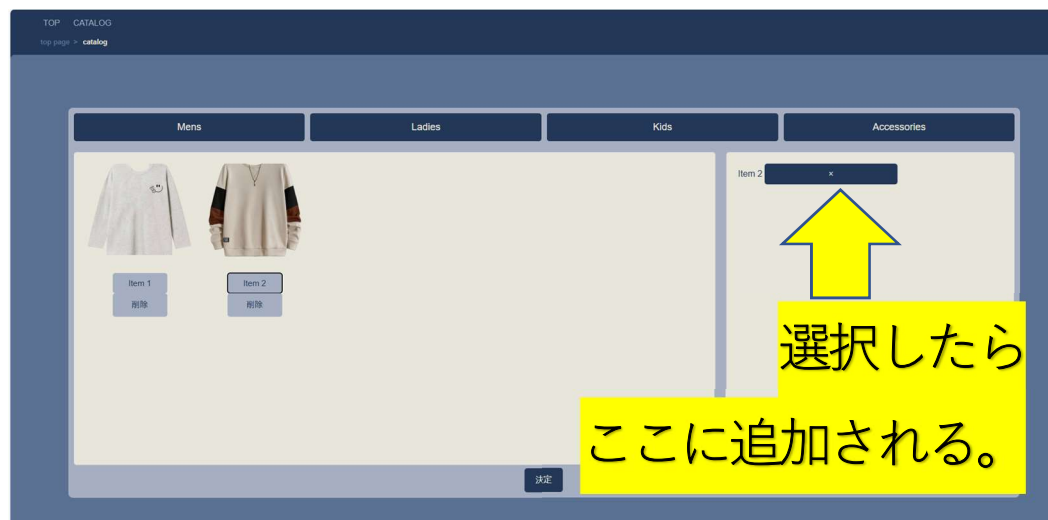 TOP CATALOG
top page > catalog
Mens Ladies Kids Accessories
Item 2 ×
Item 1 Item 2
削除 削除
選択したら
ここに追加される。
決定